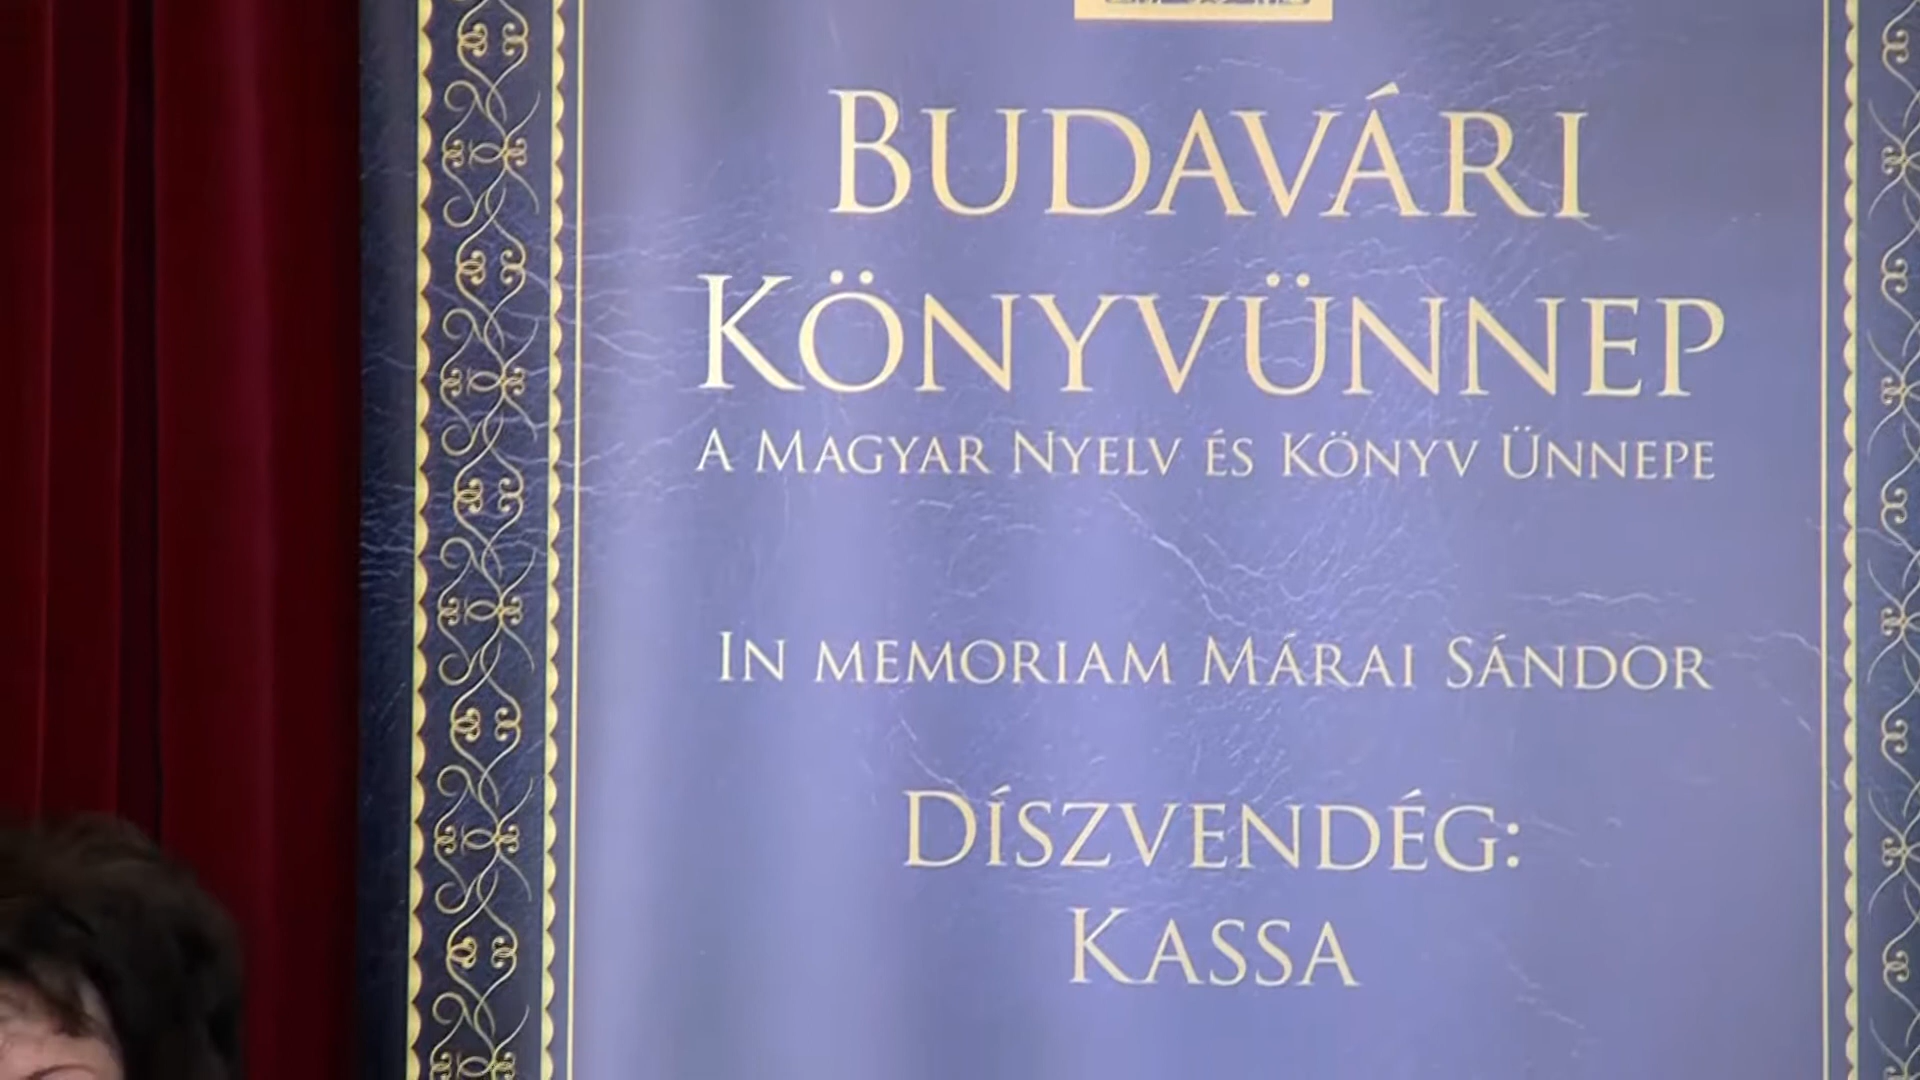 BUDAVÁRI
KÖNYVÜNNEP
A MAGYAR NYELV ÉS KÖNYV ÜNNEPE
IN MEMORIAM MÁRAI SÁNDOR
DÍSZVENDÉG:
KASSA